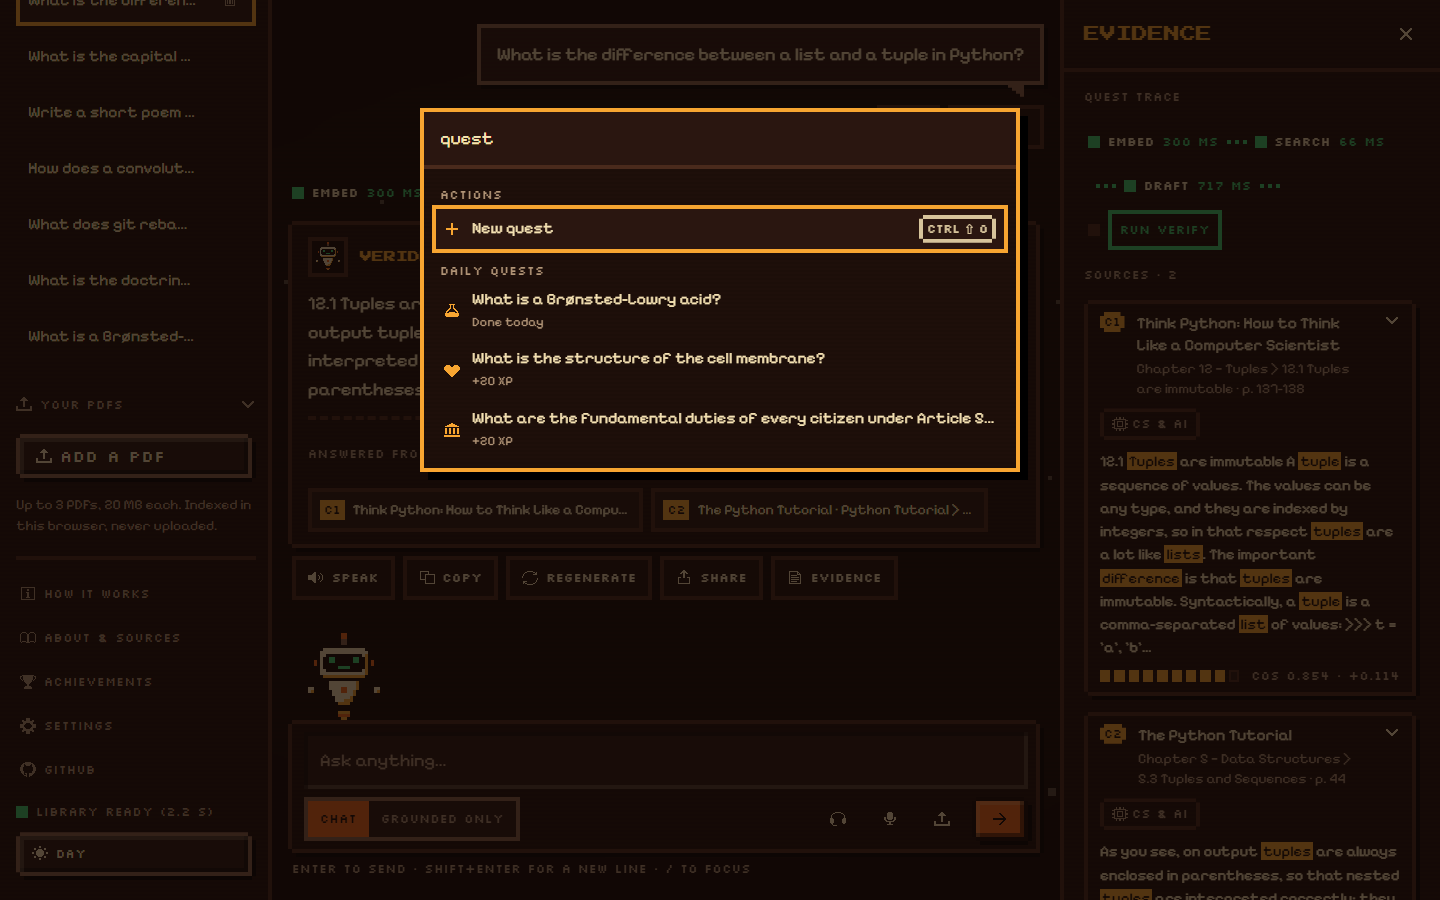 What is the differen...
What is the capital ...
Write a short poem ...
How does a convolut...
What does git reba...
What is the doctrin...
What is a Brønsted-...
YOUR PDFS
ADD A PDF
Up to 3 PDFs, 20 MB each. Indexed in
this browser, never uploaded.
HOW IT WORKS
ABOUT & SOURCES
ACHIEVEMENTS
SETTINGS
GITHUB
LIBRARY READY (2.2 S)
DAY
What is the difference between a list and a tuple in Python?
EMBED 300 MS
VERID
12.1 Tuples ar
output tuple
interpreted
parentheses
ANSWERED FRO
C1 Think Python: How to Think Like a Compu...
C2 The Python Tutorial · Python Tutorial > ...
SPEAK
COPY
REGENERATE
SHARE
EVIDENCE
Ask anything...
CHAT
GROUNDED ONLY
ENTER TO SEND · SHIFT+ENTER FOR A NEW LINE · / TO FOCUS
quest
ACTIONS
New quest
CTRL ⇧ O
DAILY QUESTS
What is a Brønsted-Lowry acid?
Done today
What is the structure of the cell membrane?
+20 XP
What are the fundamental duties of every citizen under Article 5...
+20 XP
EVIDENCE
QUEST TRACE
EMBED 300 MS SEARCH 66 MS
DRAFT 717 MS
RUN VERIFY
SOURCES · 2
C1 Think Python: How to Think
Like a Computer Scientist
Chapter 12 - Tuples > 12.1 Tuples
are immutable · p. 137-138
CS & AI
12.1 Tuples are immutable A tuple is a
sequence of values. The values can be
any type, and they are indexed by
integers, so in that respect tuples are
a lot like lists. The important
difference is that tuples are
immutable. Syntactically, a tuple is a
comma-separated list of values: >>> t =
'a', 'b'...
COS 0.854 · +0.114
C2 The Python Tutorial
Chapter 5 - Data Structures >
5.3 Tuples and Sequences · p. 44
CS & AI
As you see, on output tuples are always
enclosed in parentheses, so that nested
tuples are interpreted correctly; they